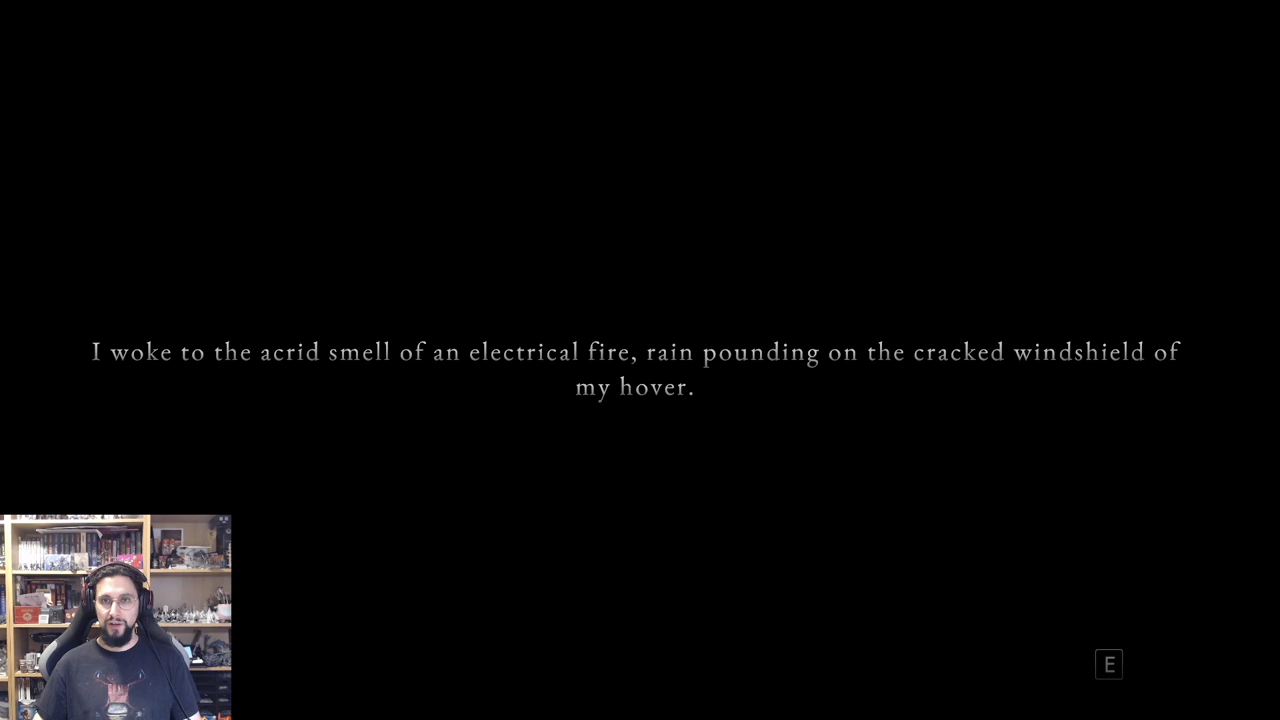 I woke to the acrid smell of an electrical fire, rain pounding on the cracked windshield of
my hover.
E